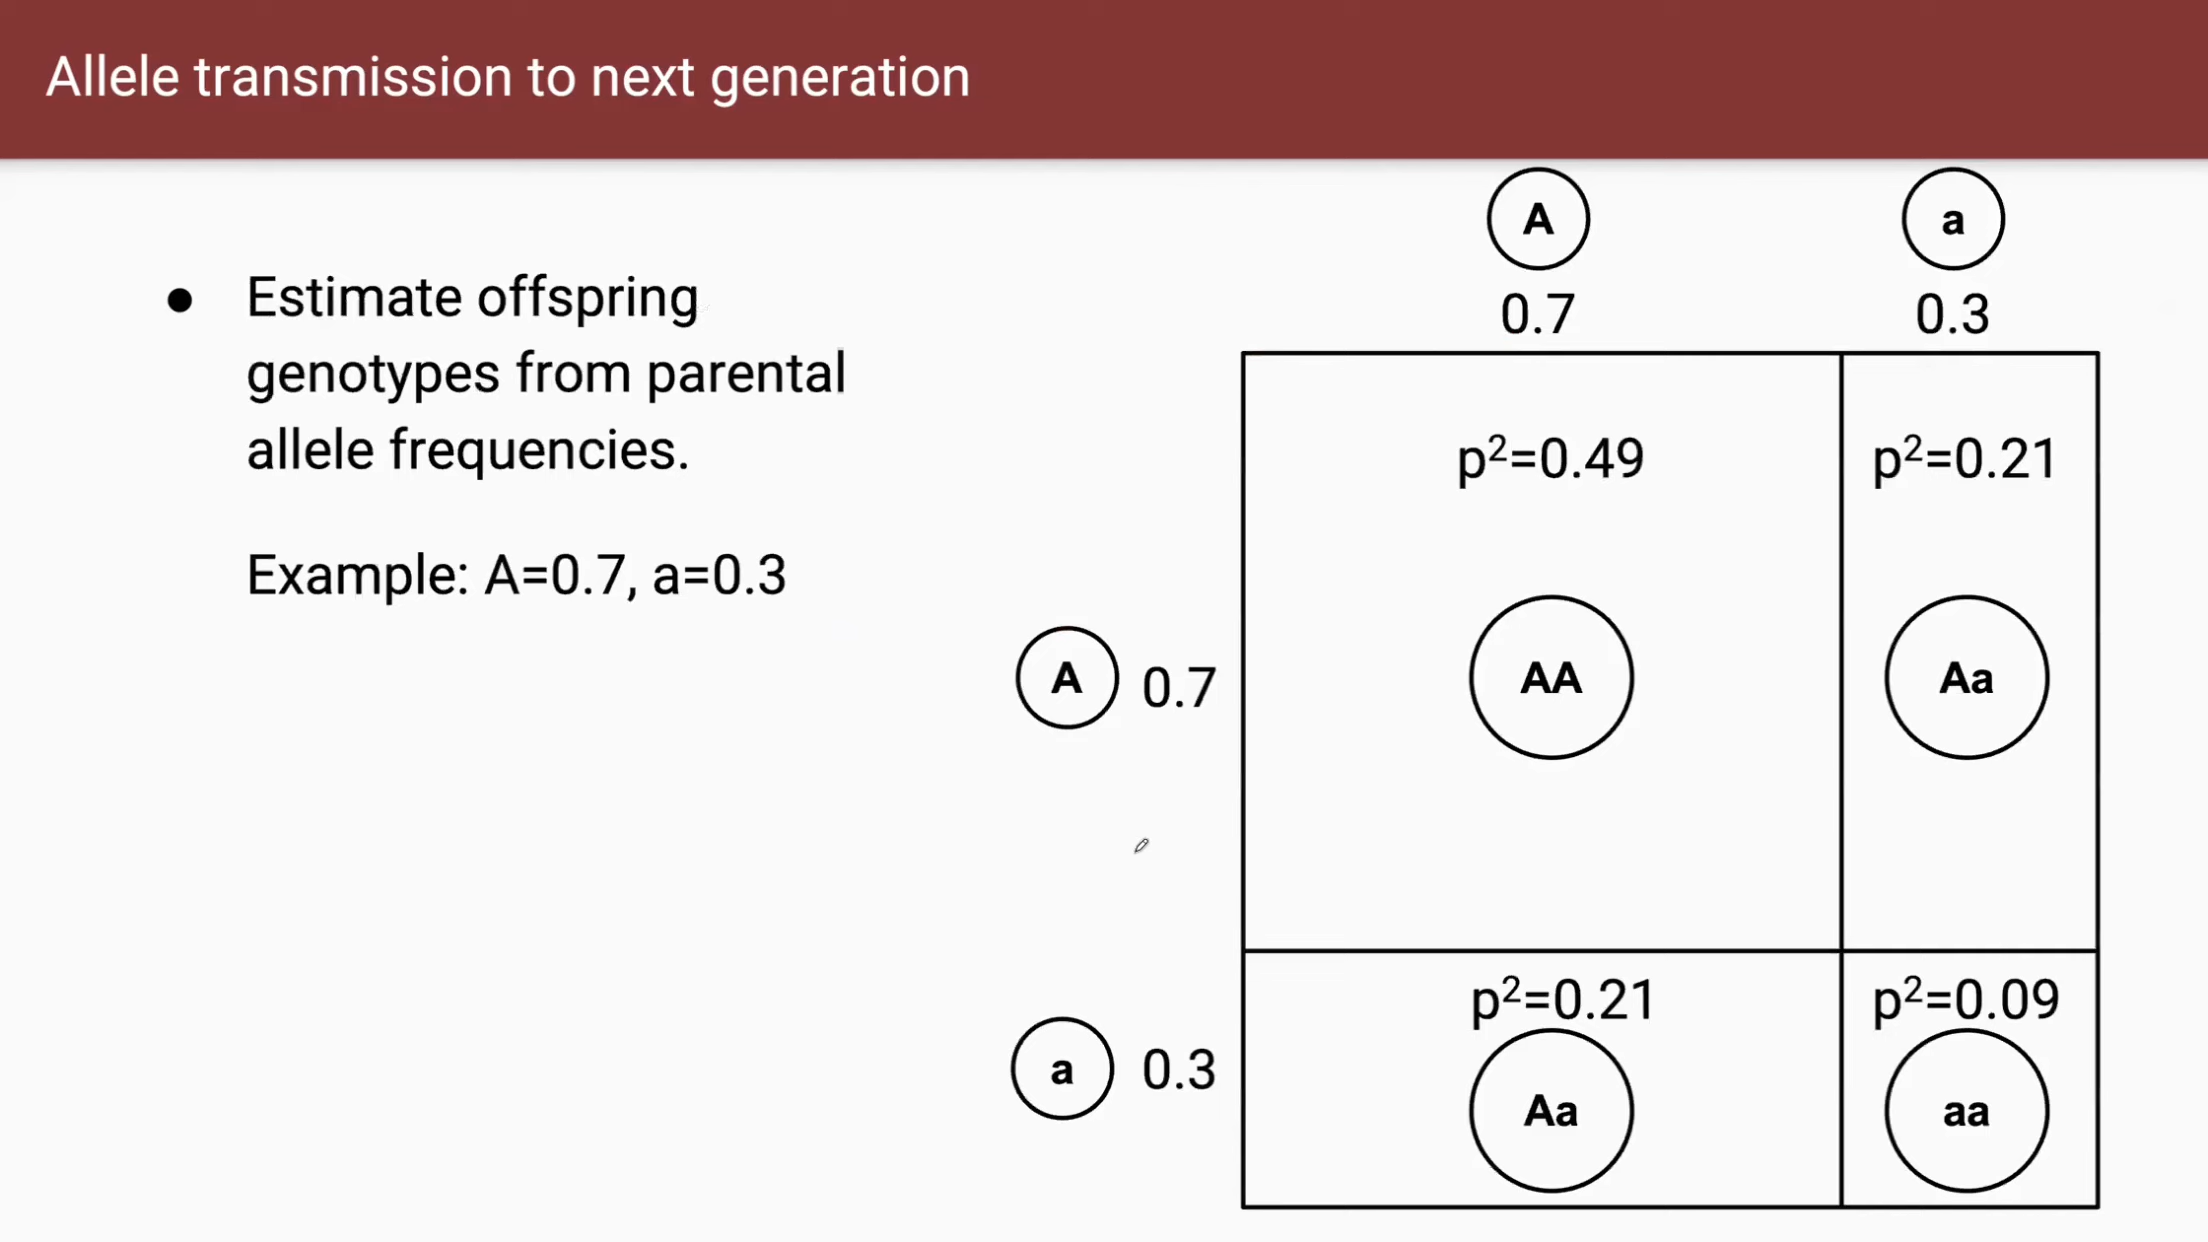 Allele transmission to next generation
● Estimate offspring
genotypes from parental
allele frequencies.
Example: A=0.7, a=0.3
A
a
0.7
0.3
p²=0.49
p²=0.21
A
0.7
AA
Aa
p²=0.21
p²=0.09
a
0.3
Aa
aa